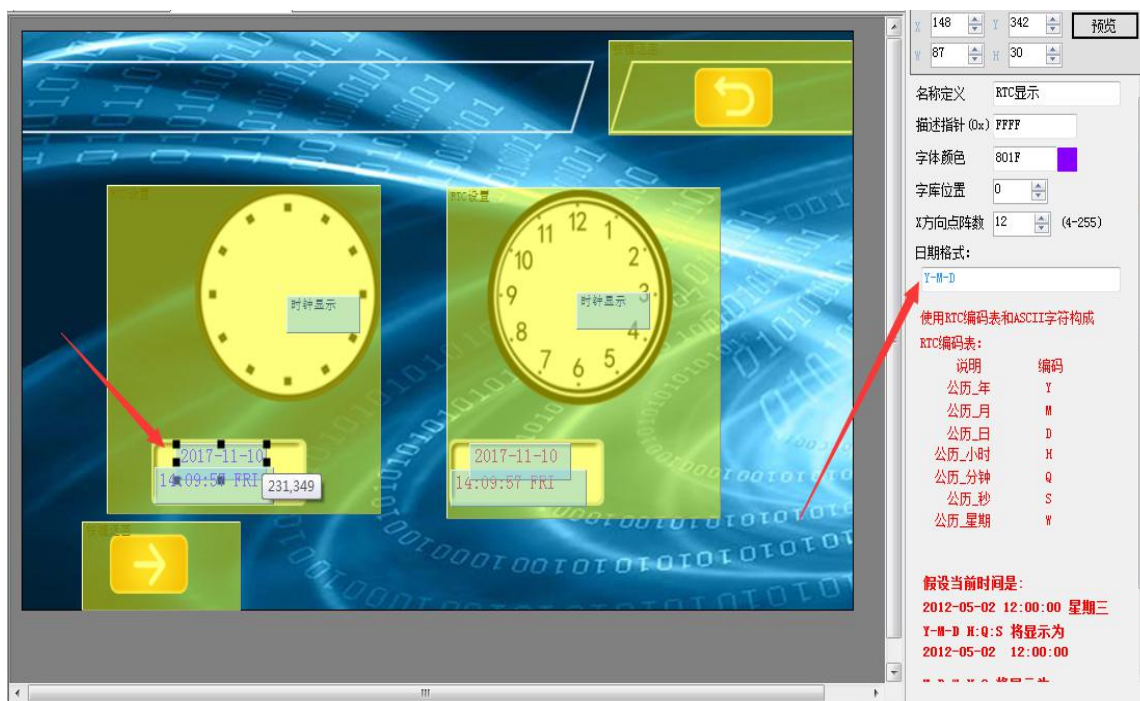 X 148 Y 342 预览
W 87 H 30
名称定义 RTC显示
描述指针(0x) FFFF
字体颜色 801F
字库位置 0
X方向点阵数 12 (4-255)
日期格式:
Y-M-D
使用RTC编码表和ASCII字符构成
RTC编码表:
说明 编码
公历_年 Y
公历_月 M
公历_日 D
公历_小时 H
公历_分钟 Q
公历_秒 S
公历_星期 W
假设当前时间是:
2012-05-02 12:00:00 星期三
Y-M-D H:Q:S 将显示为
2012-05-02 12:00:00
RTC设置
时钟显示
2017-11-10
14:09:57 FRI
231,349
RTC设置
12
11 1
10 2
9 3
8 4
7 6 5
时钟显示
2017-11-10
14:09:57 FRI